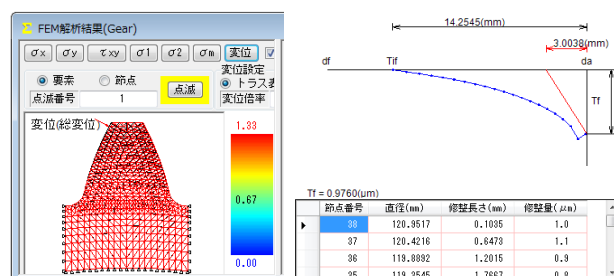 FEM解析結果(Gear)
σx σy τxy σ1 σ2 σm 変位
変位設定
要素 節点 点滅 トラス表
点滅番号 1 変位倍率
変位(総変位)
1.33
0.67
0.00
14.2545(mm)
3.0038(mm)
df Tif da
Tf
Tf = 0.9760(um)
節点番号 直径(mm) 修整長さ(mm) 修整量(μm)
38 120.9517 0.1035 1.0
37 120.4216 0.6473 1.1
36 119.8892 1.2015 0.9
35 119.3545 1.7667 0.8